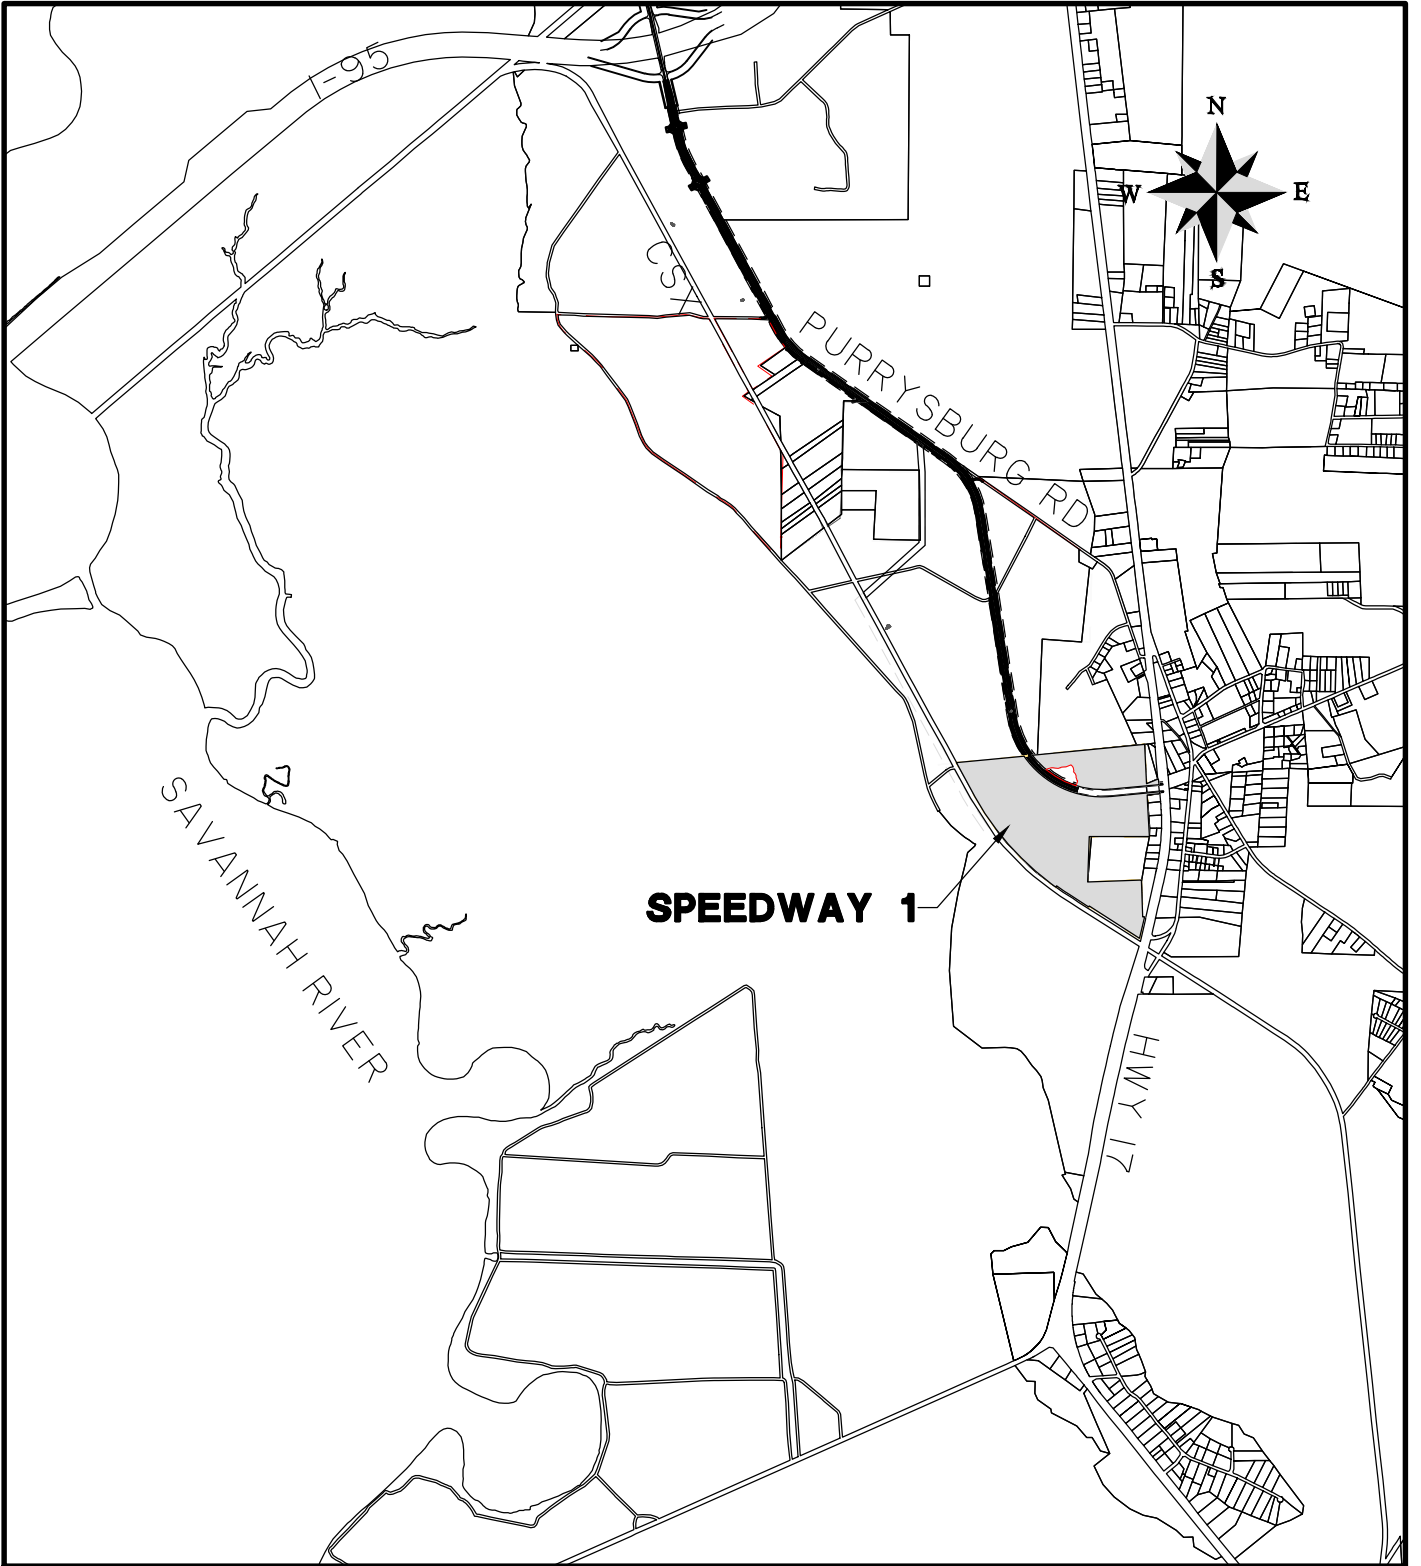 I-95
N
W
E
S
CSX
PURRYSBURG RD
SAVANNAH RIVER
SPEEDWAY 1
HWY 17